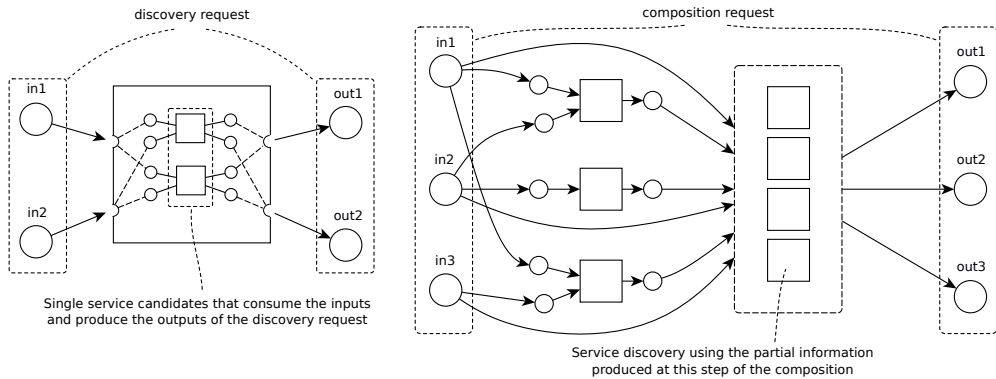 discovery request
in1
out1
in2
out2
Single service candidates that consume the inputs
and produce the outputs of the discovery request
composition request
in1
out1
in2
out2
in3
out3
Service discovery using the partial information
produced at this step of the composition